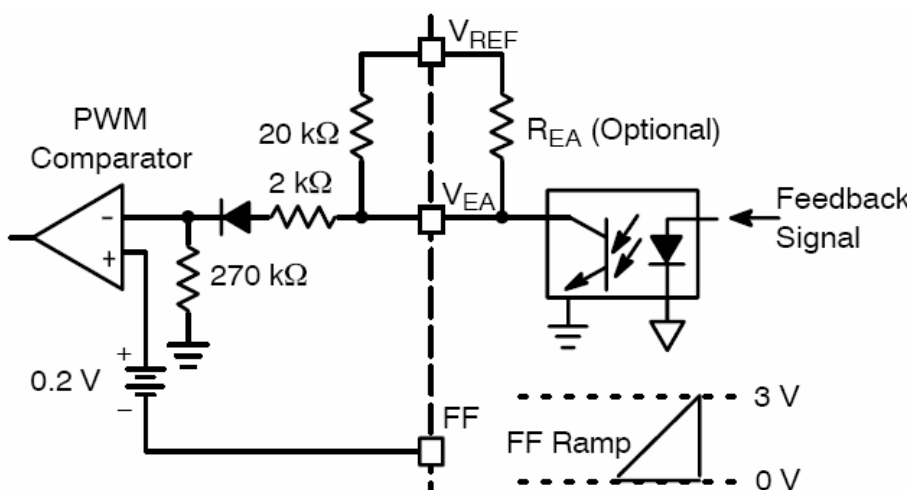 V_REF
PWM
Comparator
20 kΩ
R_EA (Optional)
2 kΩ
V_EA
Feedback
Signal
−
+
270 kΩ
+
0.2 V
−
FF
3 V
FF Ramp
0 V